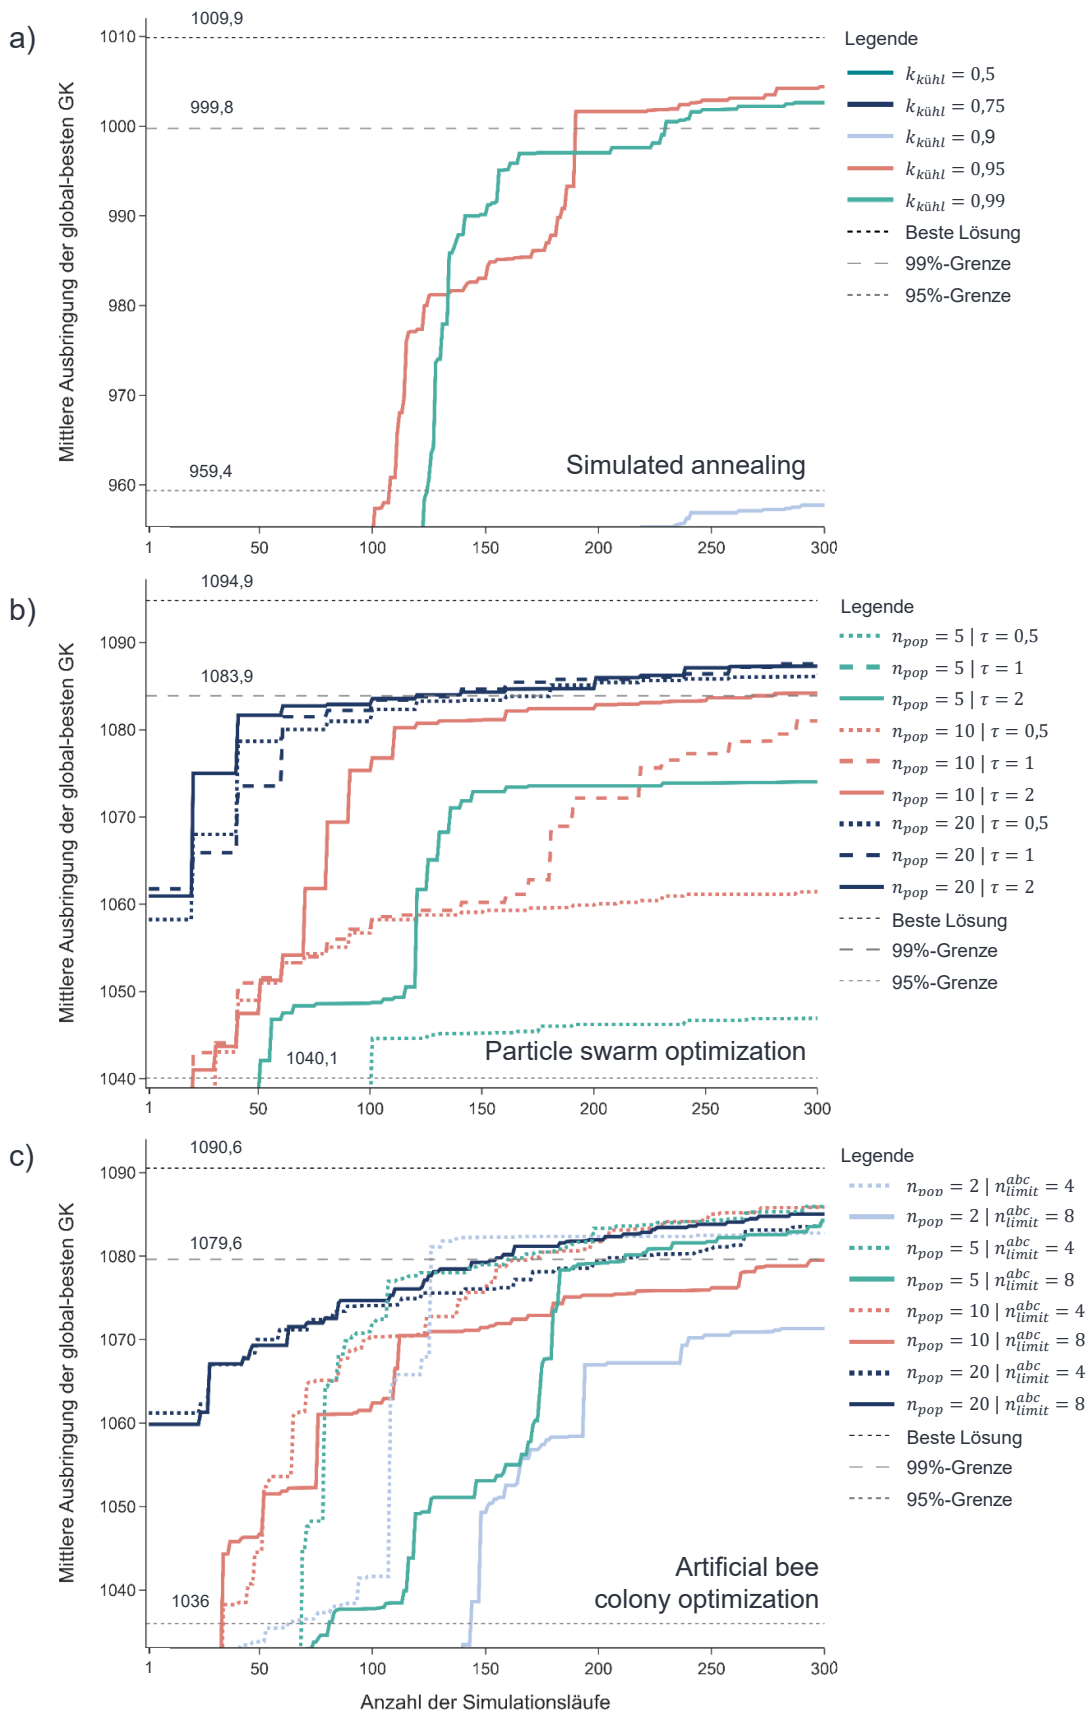 a)
Mittlere Ausbringung der global-besten GK
1009,9
1010
999,8
1000
990
980
970
959,4
960
Simulated annealing
1
50
100
150
200
250
300
Legende
k_kühl = 0,5
k_kühl = 0,75
k_kühl = 0,9
k_kühl = 0,95
k_kühl = 0,99
Beste Lösung
99%-Grenze
95%-Grenze
b)
Mittlere Ausbringung der global-besten GK
1094,9
1090
1083,9
1080
1070
1060
1050
1040,1
1040
Particle swarm optimization
1
50
100
150
200
250
300
Legende
n_pop = 5 | τ = 0,5
n_pop = 5 | τ = 1
n_pop = 5 | τ = 2
n_pop = 10 | τ = 0,5
n_pop = 10 | τ = 1
n_pop = 10 | τ = 2
n_pop = 20 | τ = 0,5
n_pop = 20 | τ = 1
n_pop = 20 | τ = 2
Beste Lösung
99%-Grenze
95%-Grenze
c)
Mittlere Ausbringung der global-besten GK
1090,6
1090
1079,6
1080
1070
1060
1050
1040
1036
Artificial bee
colony optimization
1
50
100
150
200
250
300
Anzahl der Simulationsläufe
Legende
n_pop = 2 | n_limit^abc = 4
n_pop = 2 | n_limit^abc = 8
n_pop = 5 | n_limit^abc = 4
n_pop = 5 | n_limit^abc = 8
n_pop = 10 | n_limit^abc = 4
n_pop = 10 | n_limit^abc = 8
n_pop = 20 | n_limit^abc = 4
n_pop = 20 | n_limit^abc = 8
Beste Lösung
99%-Grenze
95%-Grenze